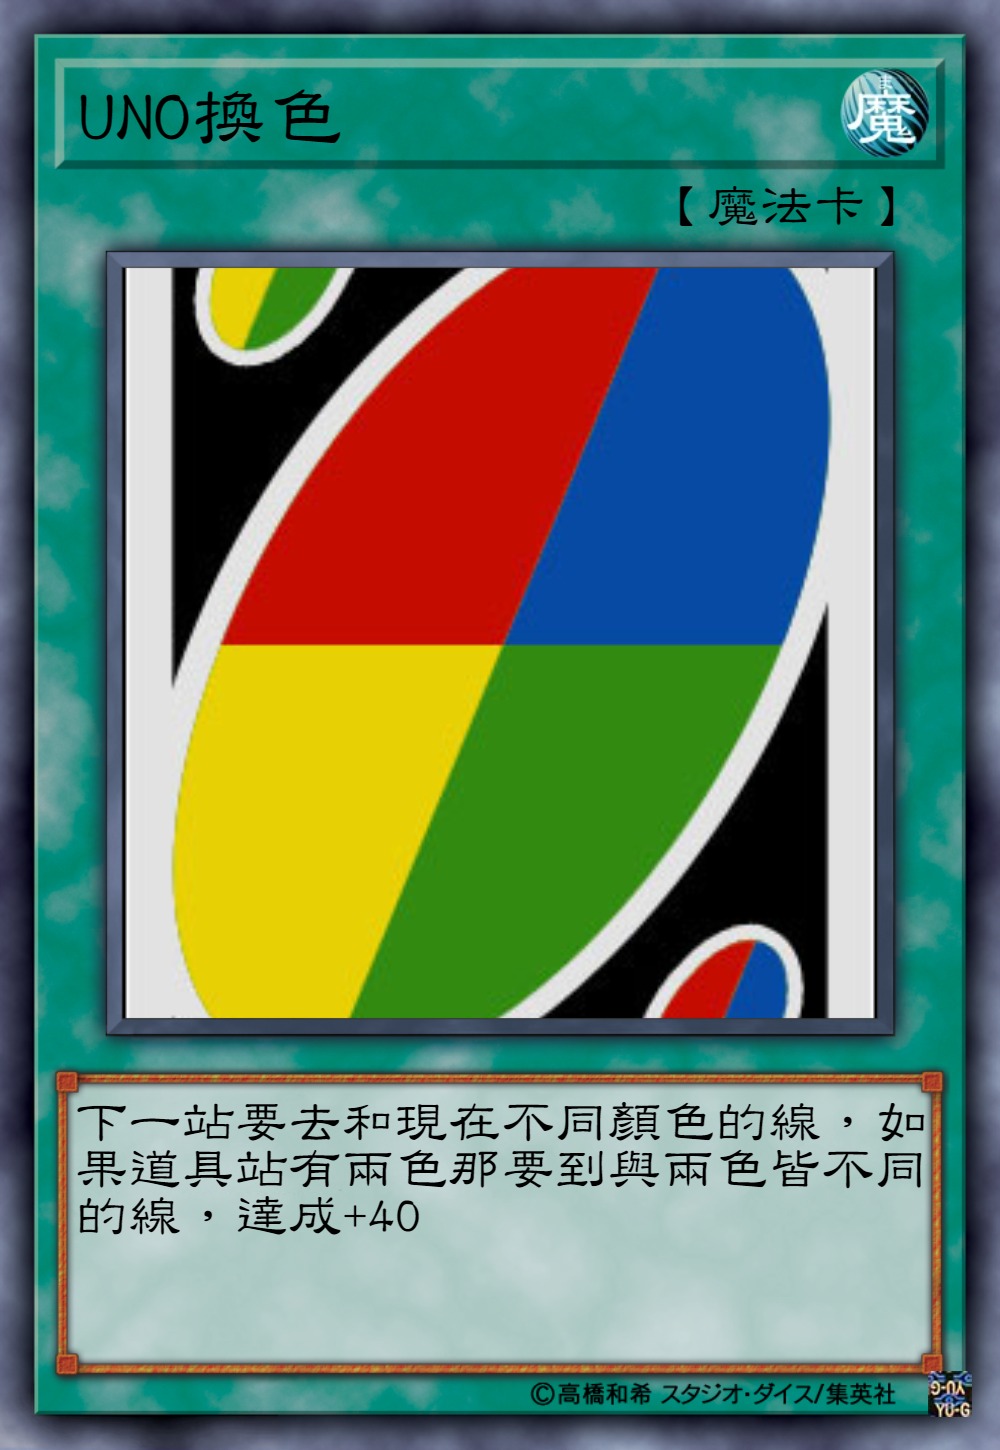 UNO換色
魔
ま
【魔法卡】
下一站要去和現在不同顏色的線，如
果道具站有兩色那要到與兩色皆不同
的線，達成+40
©高橋和希 スタジオ・ダイス/集英社
YU-G
YU-G